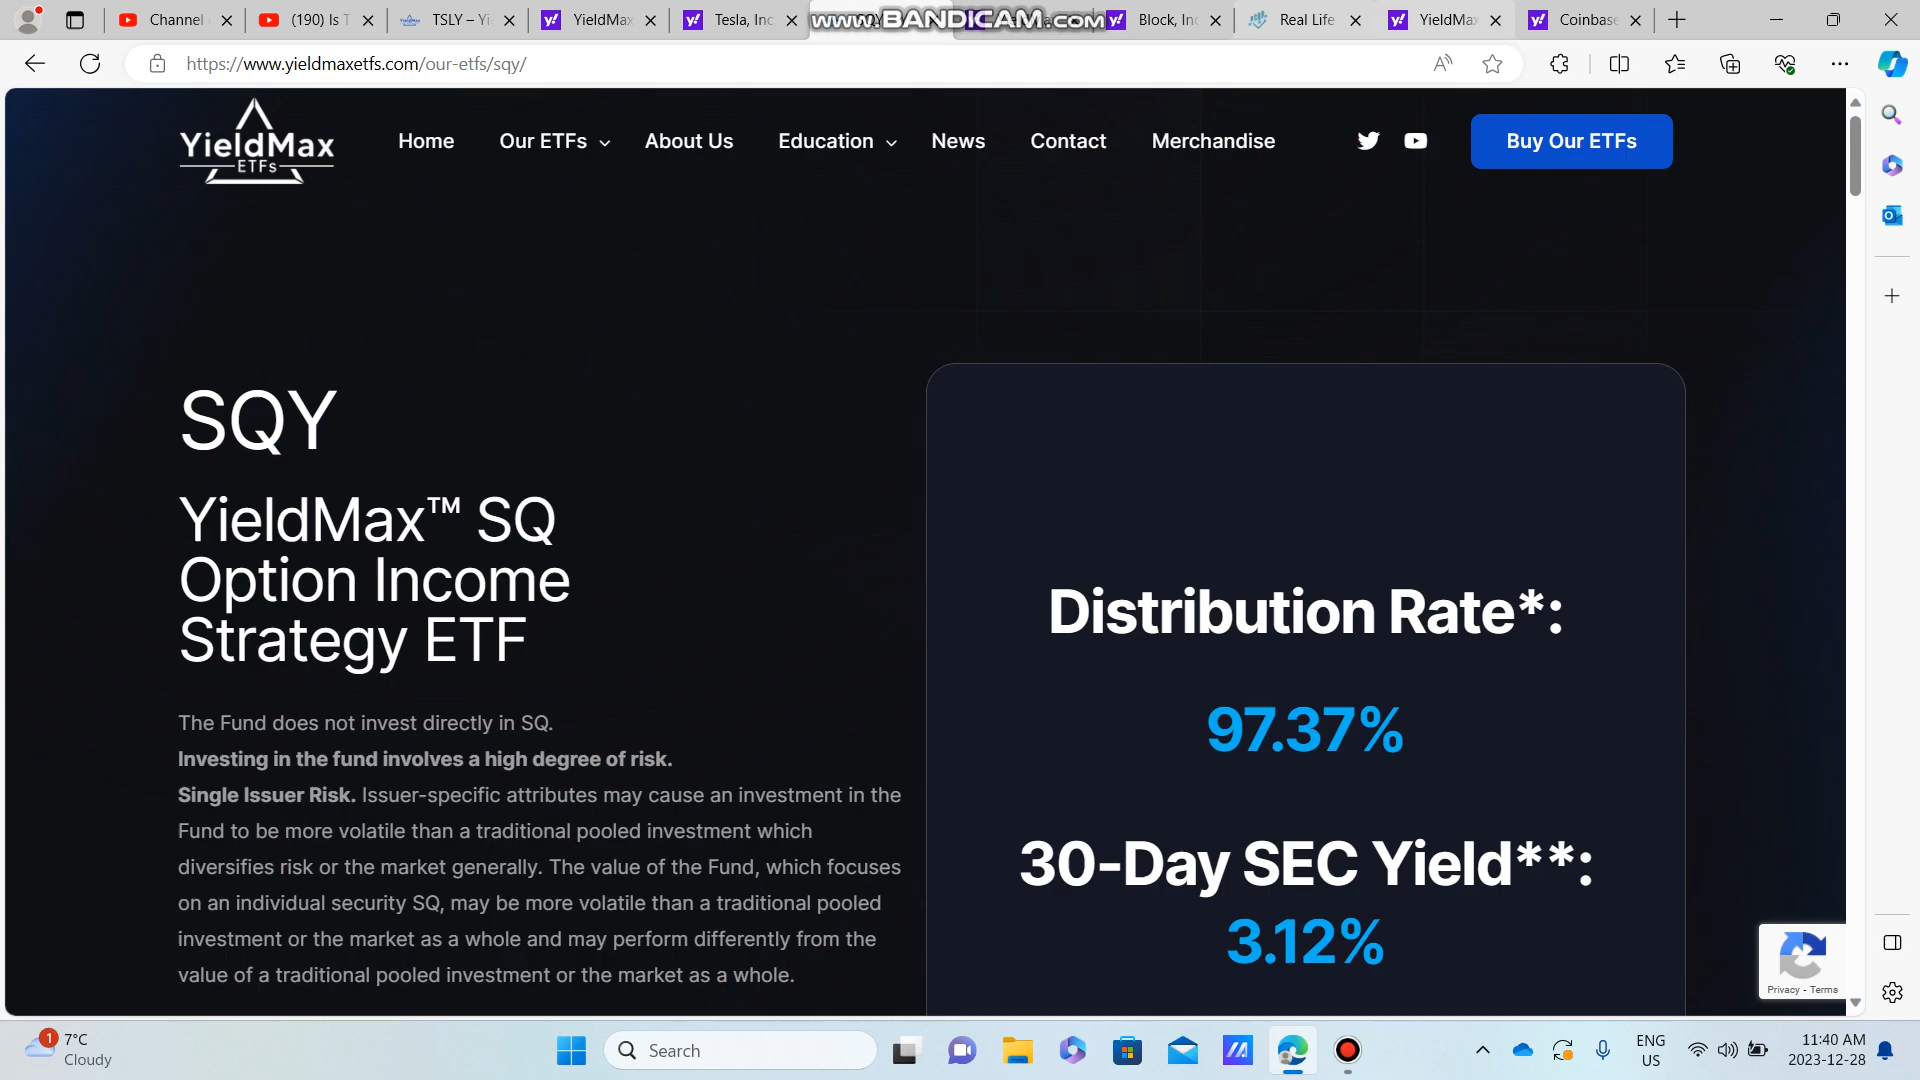 Channel
(190) Is T
TSLY – Yi
YieldMax
Tesla, Inc
www.BANDICAM.com
Block, Inc
Real Life
YieldMax
Coinbase
https://www.yieldmaxetfs.com/our-etfs/sqy/
YieldMax
ETFs
Home
Our ETFs
About Us
Education
News
Contact
Merchandise
Buy Our ETFs
SQY
YieldMax™ SQ
Option Income
Strategy ETF
The Fund does not invest directly in SQ.
Investing in the fund involves a high degree of risk.
Single Issuer Risk. Issuer-specific attributes may cause an investment in the
Fund to be more volatile than a traditional pooled investment which
diversifies risk or the market generally. The value of the Fund, which focuses
on an individual security SQ, may be more volatile than a traditional pooled
investment or the market as a whole and may perform differently from the
value of a traditional pooled investment or the market as a whole.
Distribution Rate*:
97.37%
30-Day SEC Yield**:
3.12%
Privacy - Terms
1
7°C
Cloudy
Search
ENG
US
11:40 AM
2023-12-28